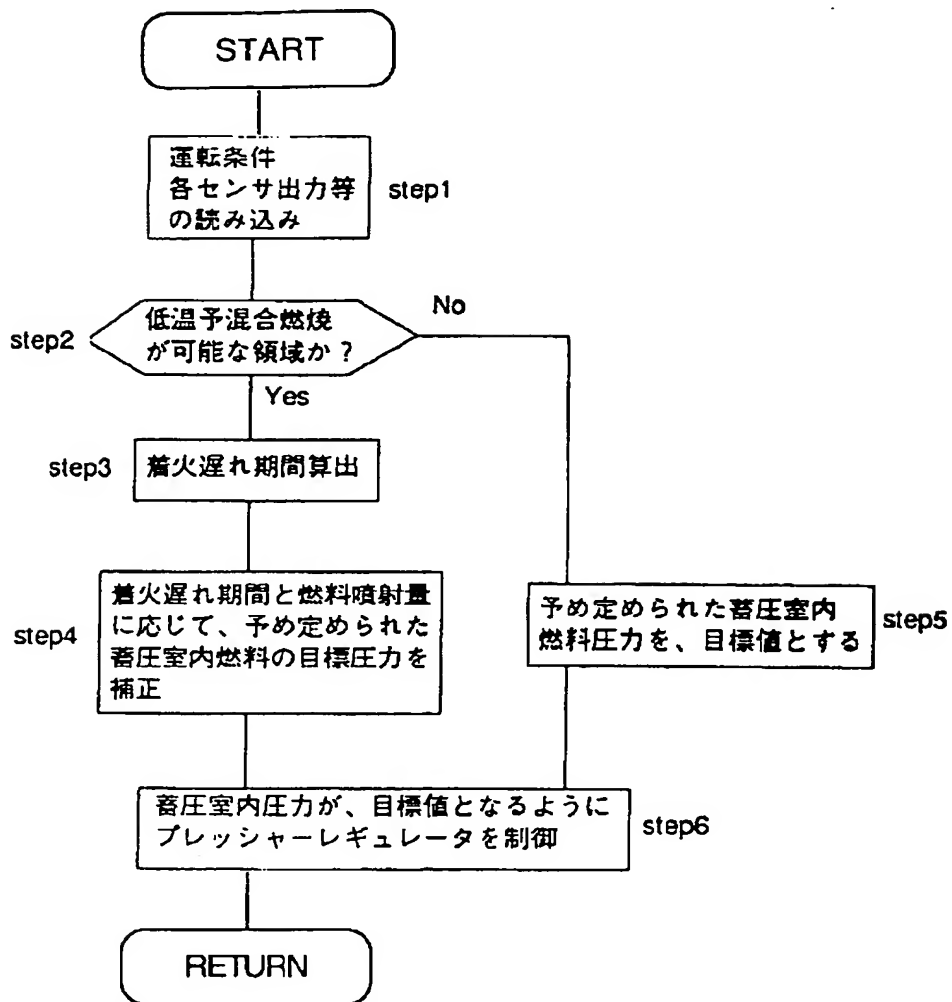 START
運転条件
各センサ出力等
の読み込み
step1
step2
低温予混合燃焼
が可能な領域か？
No
Yes
step3
着火遅れ期間算出
step4
着火遅れ期間と燃料噴射量
に応じて、予め定められた
蓄圧室内燃料の目標圧力を
補正
予め定められた蓄圧室内
燃料圧力を、目標値とする
step5
蓄圧室内圧力が、目標値となるように
プレッシャーレギュレータを制御
step6
RETURN